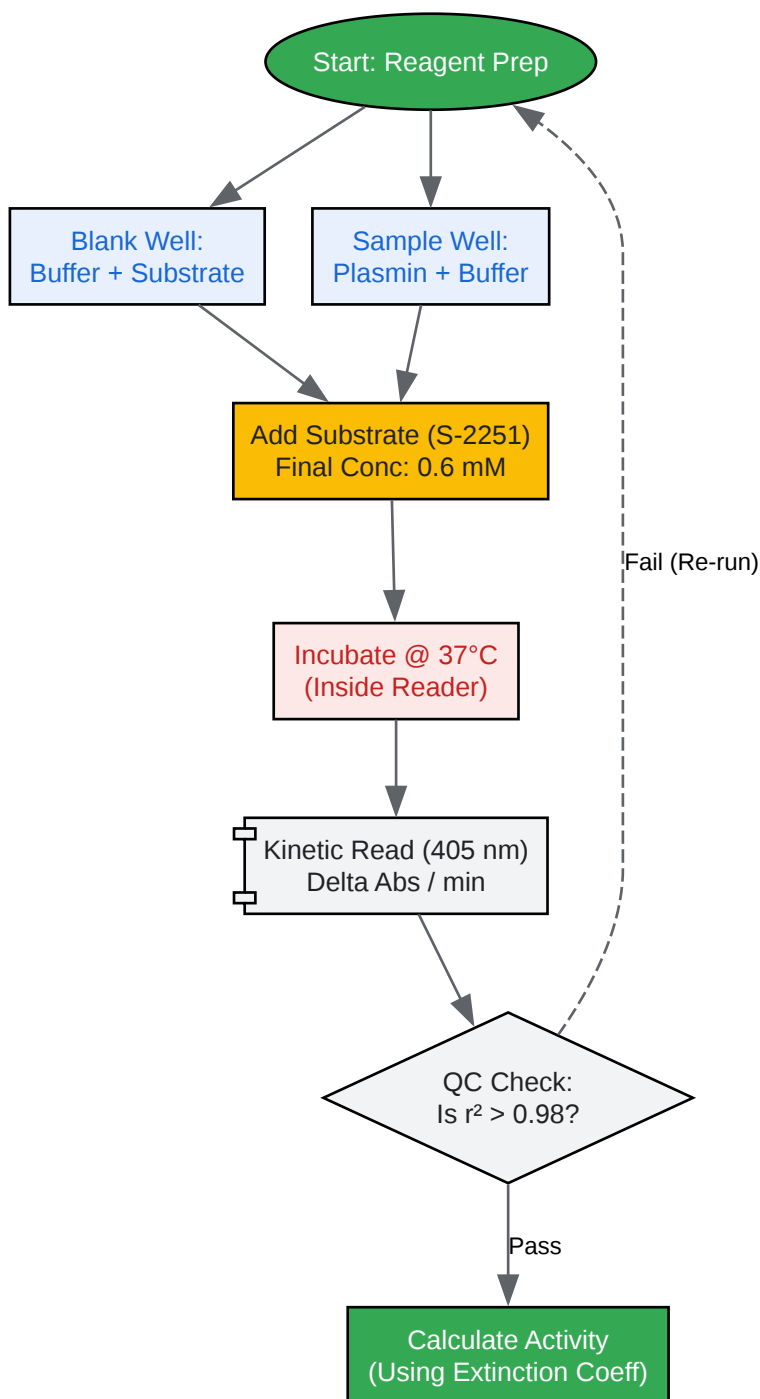 Start: Reagent Prep
Blank Well:
Buffer + Substrate
Sample Well:
Plasmin + Buffer
Add Substrate (S-2251)
Final Conc: 0.6 mM
Fail (Re-run)
Incubate @ 37°C
(Inside Reader)
Kinetic Read (405 nm)
Delta Abs / min
QC Check:
Is r² > 0.98?
Pass
Calculate Activity
(Using Extinction Coeff)